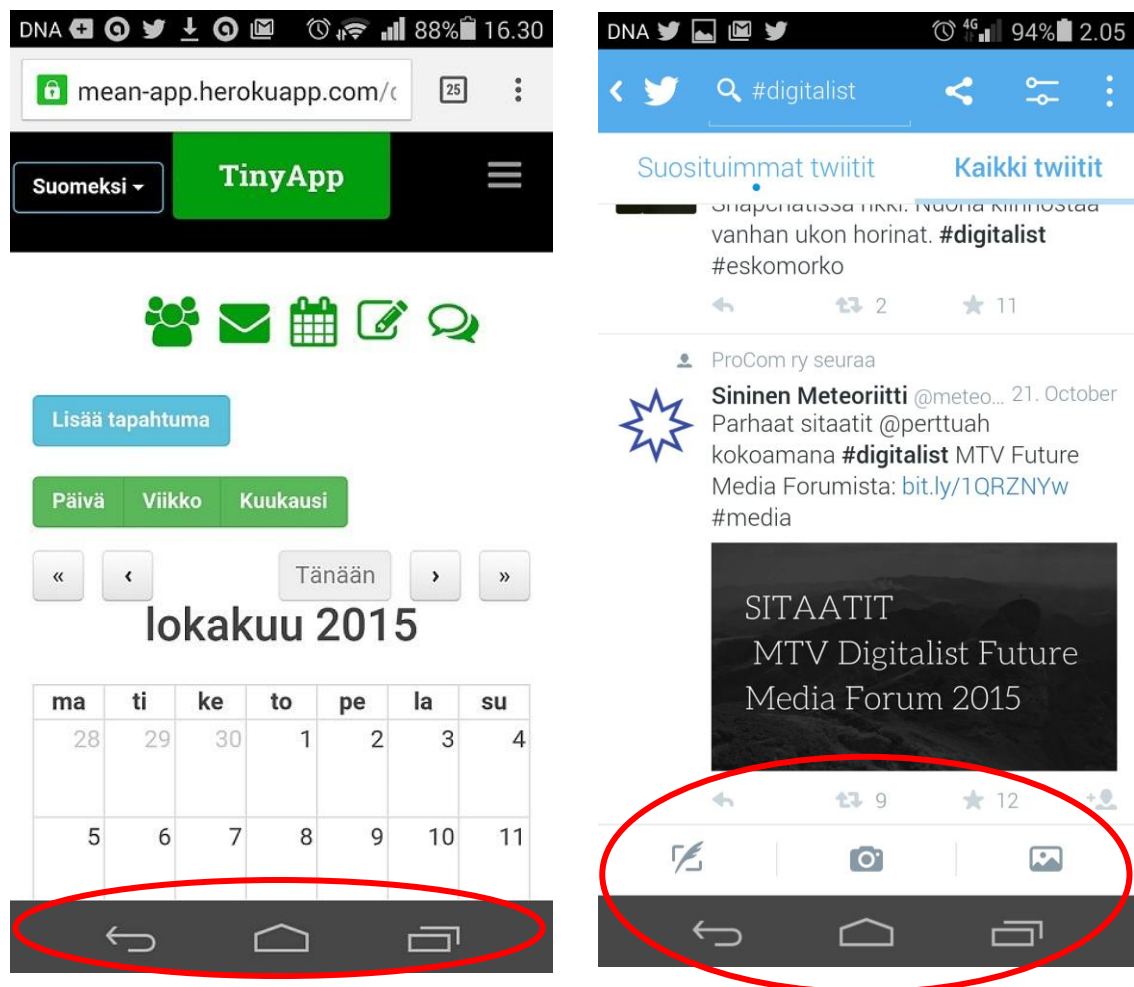 DNA 88% 16.30
mean-app.herokuapp.com/c 25
Suomeksi TinyApp
Lisää tapahtuma
Päivä Viikko Kuukausi
« ‹ Tänään › »
lokakuu 2015
ma ti ke to pe la su
28 29 30 1 2 3 4
5 6 7 8 9 10 11
DNA 4G 94% 2.05
#digitalist
Suosituimmat twiitit Kaikki twiitit
Snapchatissa rikki. Nuoria kiinnostaa
vanhan ukon horinat. #digitalist
#eskomorko
2 11
ProCom ry seuraa
Sininen Meteoriitti @meteo... 21. October
Parhaat sitaatit @perttuah
kokoamana #digitalist MTV Future
Media Forumista: bit.ly/1QRZNYw
#media
SITAATIT
MTV Digitalist Future
Media Forum 2015
9 12